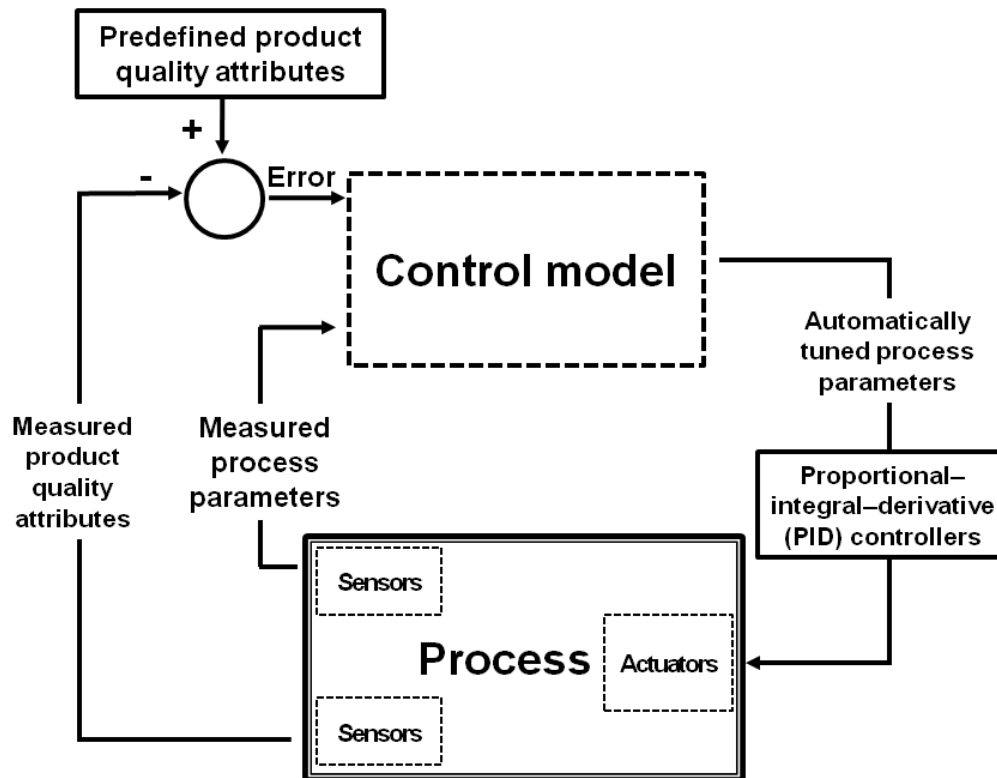 Predefined product
quality attributes
+
-
Error
Control model
Automatically
tuned process
parameters
Measured
product
quality
attributes
Measured
process
parameters
Proportional–
integral–derivative
(PID) controllers
Sensors
Process
Actuators
Sensors